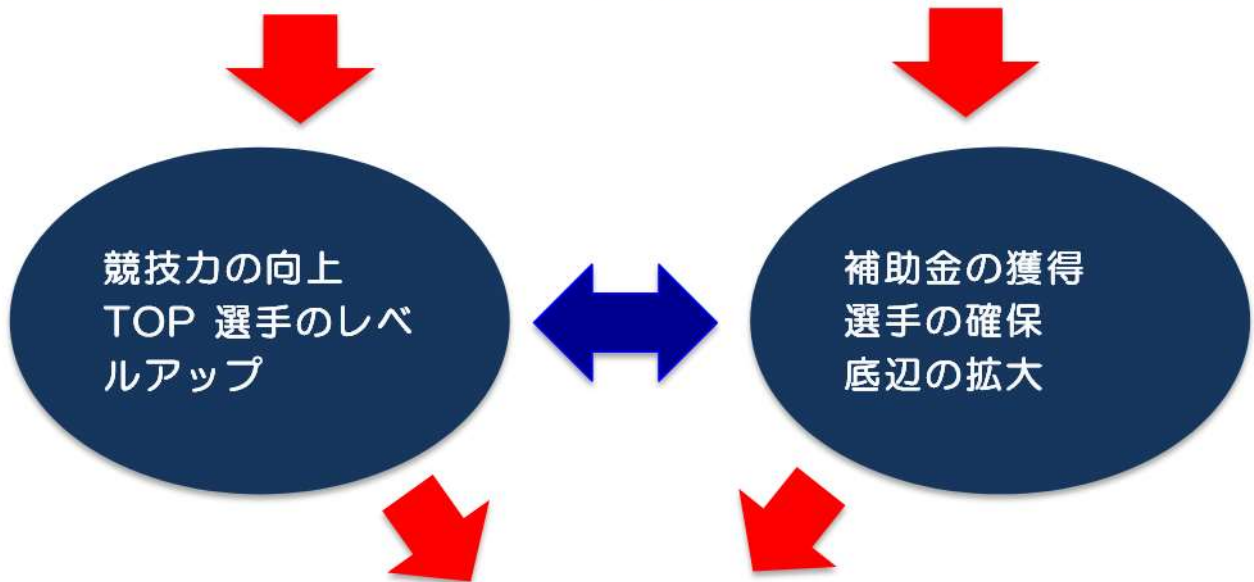 競技力の向上
TOP 選手のレベ
ルアップ
補助金の獲得
選手の確保
底辺の拡大